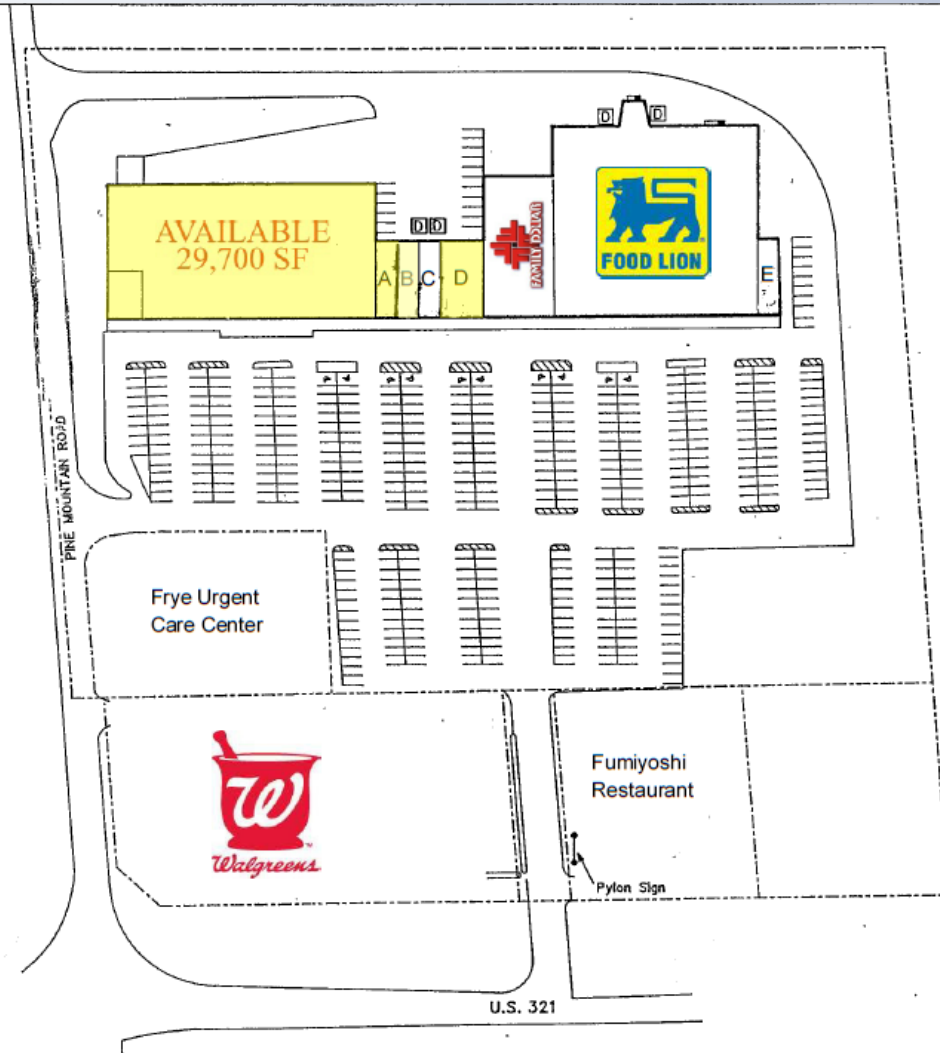 D
D
AVAILABLE
29,700 SF
D D
A
B
C
D
FAMILY DOLLAR
FOOD LION
E
PINE MOUNTAIN ROAD
Frye Urgent
Care Center
Walgreens
Fumiyoshi
Restaurant
Pylon Sign
U.S. 321